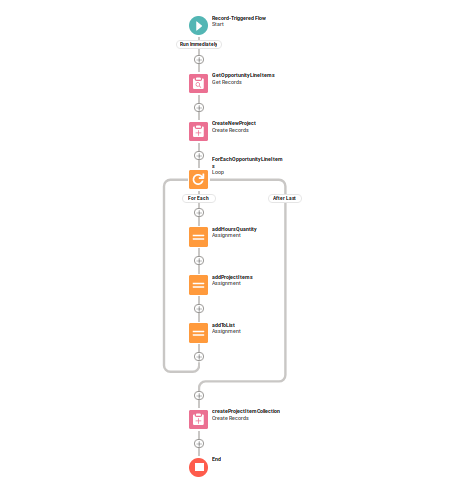 Record-Triggered Flow
Start
Run Immediately
GetOpportunityLineItems
Get Records
CreateNewProject
Create Records
ForEachOpportunityLineItem
s
Loop
For Each
After Last
addHoursQuantity
Assignment
addProjectItems
Assignment
addToList
Assignment
createProjectItemCollection
Create Records
End